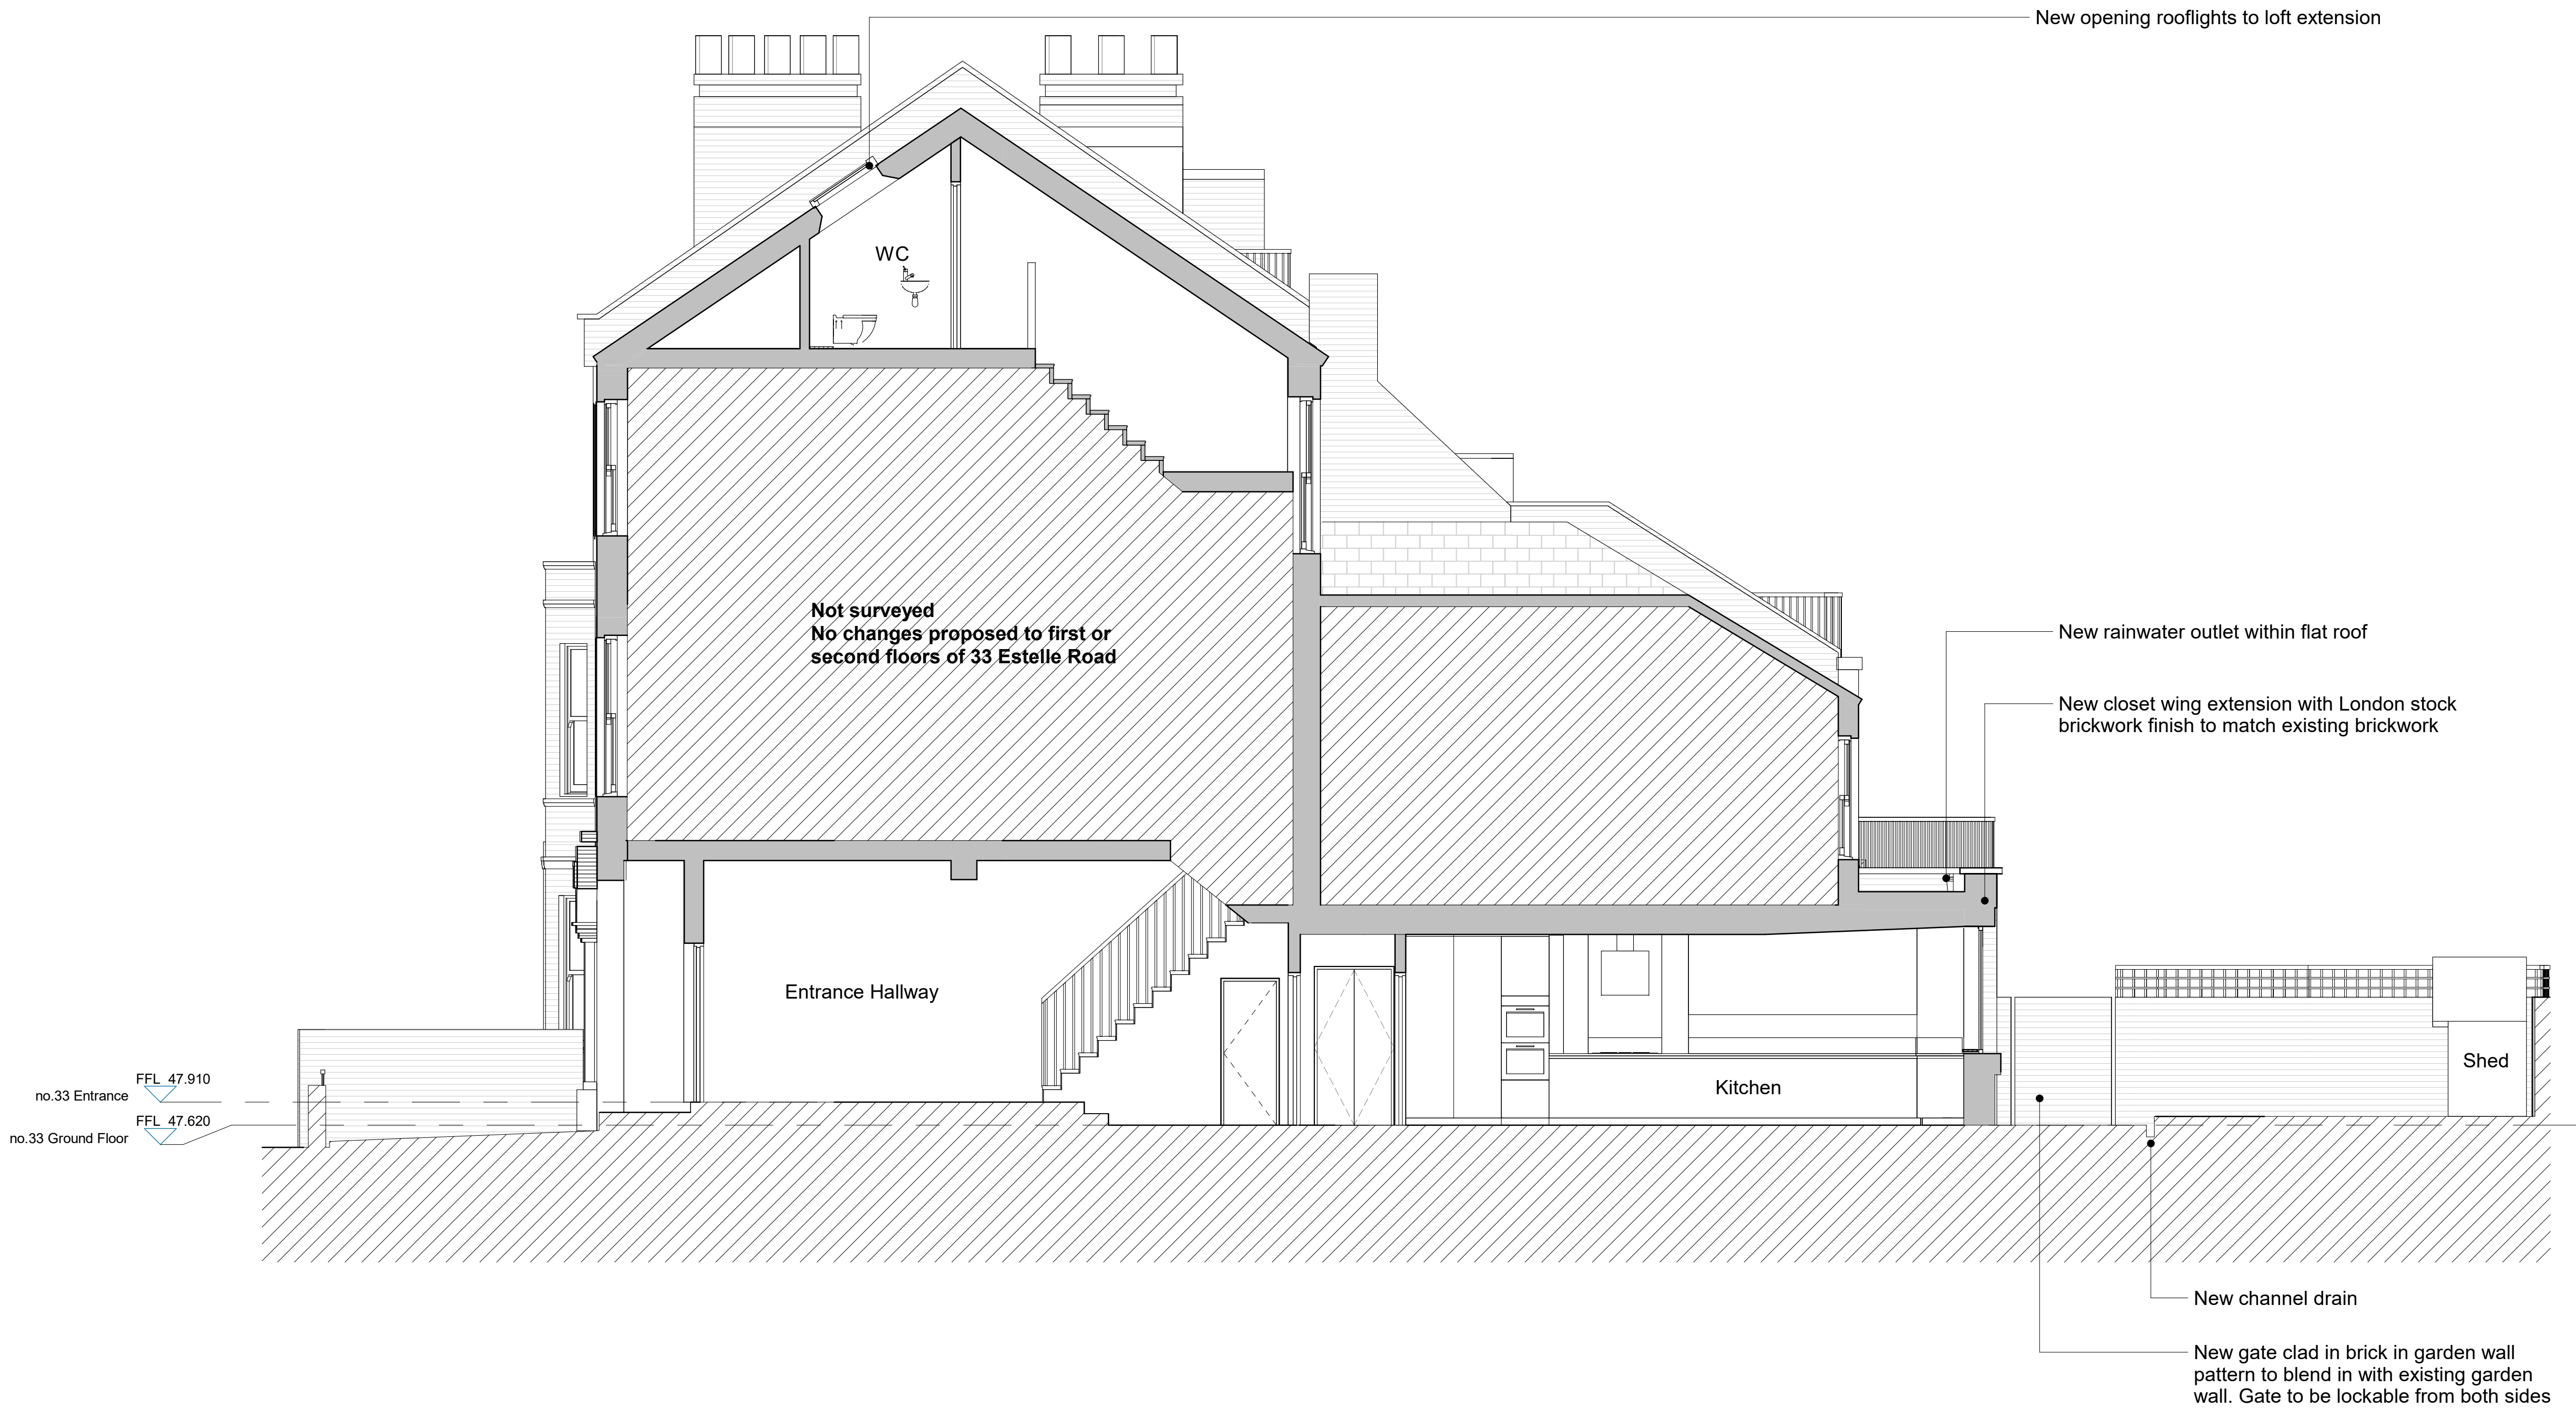 New opening rooflights to loft extension
WC
Not surveyed
No changes proposed to first or
second floors of 33 Estelle Road
New rainwater outlet within flat roof
New closet wing extension with London stock
brickwork finish to match existing brickwork
Entrance Hallway
Kitchen
Shed
FFL 47.910
no.33 Entrance
FFL 47.620
no.33 Ground Floor
New channel drain
New gate clad in brick in garden wall
pattern to blend in with existing garden
wall. Gate to be lockable from both sides